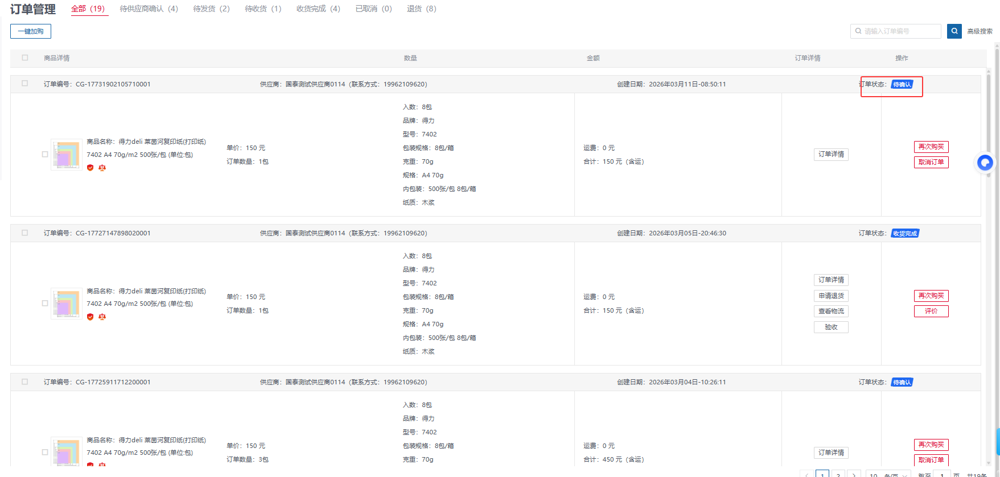 订单管理 全部（19） 待供应商确认（4） 待发货（2） 待收货（1） 收货完成（4） 已取消（0） 退货（8）
一键加购 请输入订单编号 高级搜索
商品详情 数量 金额 订单详情 操作
订单编号：CG-17731902105710001 供应商：国泰测试供应商0114（联系方式：19962109620） 创建日期：2026年03月11日-08:50:11 订单状态：待确认
入数：8包
品牌：得力
型号：7402
商品名称：得力deli 莱茵河复印纸(打印纸)
7402 A4 70g/m2 500张/包 (单位:包)
单价：150 元
订单数量：1包
包装规格：8包/箱
克重：70g
规格：A4 70g
内包装：500张/包 8包/箱
纸质：木浆
运费：0 元
合计：150 元（含运）
订单详情
再次购买
取消订单
订单编号：CG-17727147898020001 供应商：国泰测试供应商0114（联系方式：19962109620） 创建日期：2026年03月05日-20:46:30 订单状态：收货完成
入数：8包
品牌：得力
型号：7402
商品名称：得力deli 莱茵河复印纸(打印纸)
7402 A4 70g/m2 500张/包 (单位:包)
单价：150 元
订单数量：1包
包装规格：8包/箱
克重：70g
规格：A4 70g
内包装：500张/包 8包/箱
纸质：木浆
运费：0 元
合计：150 元（含运）
订单详情
申请退货
查看物流
验收
再次购买
评价
订单编号：CG-17725911712200001 供应商：国泰测试供应商0114（联系方式：19962109620） 创建日期：2026年03月04日-10:26:11 订单状态：待确认
入数：8包
品牌：得力
型号：7402
商品名称：得力deli 莱茵河复印纸(打印纸)
7402 A4 70g/m2 500张/包 (单位:包)
单价：150 元
订单数量：3包
包装规格：8包/箱
克重：70g
运费：0 元
合计：450 元（含运）
订单详情
再次购买
取消订单
1 2 10 条/页 跳至 1 页 共19条